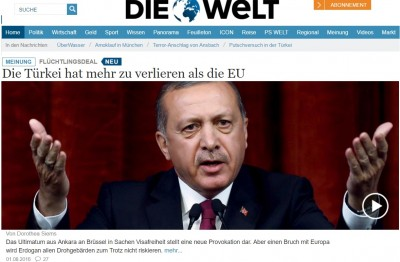 SUCHE
DIE WELT
ABONNEMENT
Home Politik Wirtschaft Geld Sport Wissen Panorama Feuilleton ICON Reise PS WELT Regional Meinung Videos Markt
In den Nachrichten: ÜberWasser Amoklauf in München Terror-Anschlag von Ansbach Putschversuch in der Türkei
MEINUNG FLÜCHTLINGSDEAL NEU
Die Türkei hat mehr zu verlieren als die EU
Von Dorothea Siems
Das Ultimatum aus Ankara an Brüssel in Sachen Visafreiheit stellt eine neue Provokation dar. Aber einen Bruch mit Europa
wird Erdogan allen Drohgebärden zum Trotz nicht riskieren. mehr...
01.08.2016